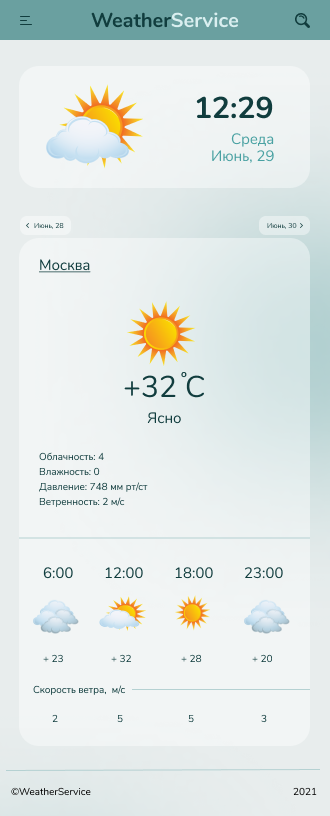 WeatherService
12:29
Среда
Июнь, 29
Июнь, 28
Июнь, 30
Москва
+32°C
Ясно
Облачность: 4
Влажность: 0
Давление: 748 мм рт/ст
Ветренность: 2 м/с
6:00 12:00 18:00 23:00
+ 23 + 32 + 28 + 20
Скорость ветра, м/с
2 5 5 3
©WeatherService 2021